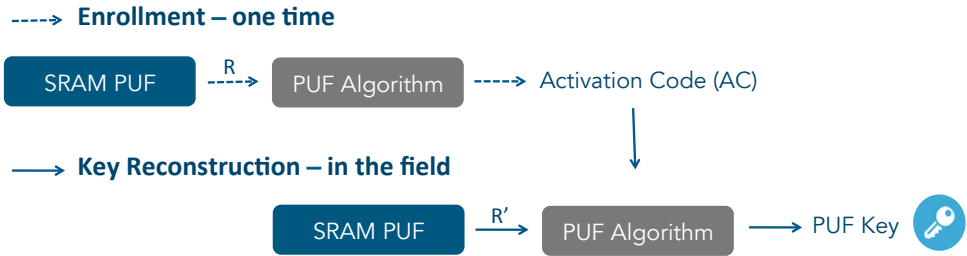 Enrollment – one time
SRAM PUF
R
PUF Algorithm
Activation Code (AC)
Key Reconstruction – in the field
SRAM PUF
R’
PUF Algorithm
PUF Key